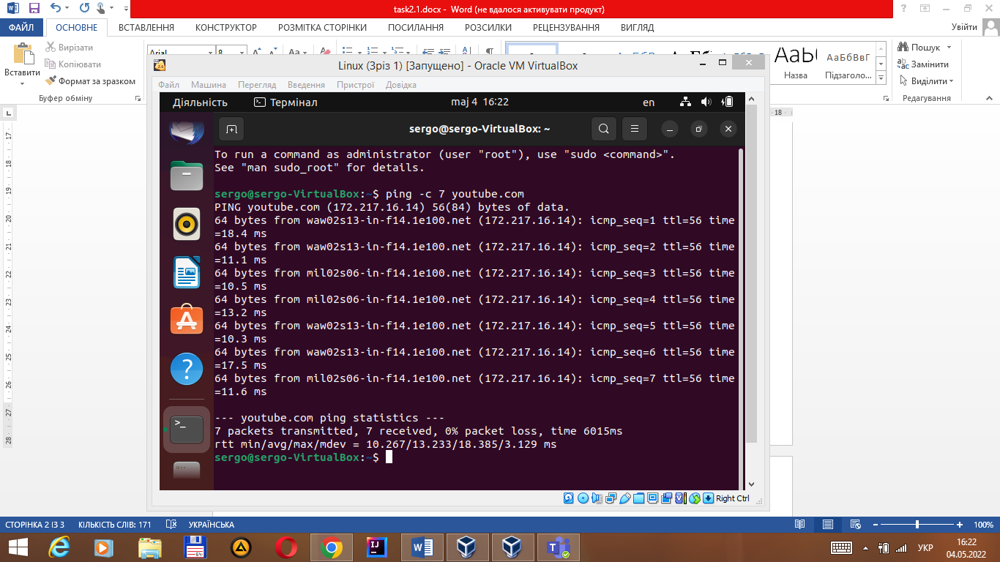 task2.1.docx - Word (не вдалося активувати продукт)
ФАЙЛ ОСНОВНЕ ВСТАВЛЕННЯ КОНСТРУКТОР РОЗМІТКА СТОРІНКИ ПОСИЛАННЯ РОЗСИЛКИ РЕЦЕНЗУВАННЯ ВИГЛЯД Увійти
Вставити
Вирізати
Копіювати
Формат за зразком
Буфер обміну
Arial 8
Назва
АаБбВвГ
Підзаголо...
Пошук
Замінити
Виділити
Редагування
Linux (Зріз 1) [Запущено] - Oracle VM VirtualBox
Файл Машина Перегляд Введення Пристрої Довідка
Діяльність Термінал maj 4 16:22 en
sergo@sergo-VirtualBox: ~
To run a command as administrator (user "root"), use "sudo <command>".
See "man sudo_root" for details.
sergo@sergo-VirtualBox:~$ ping -c 7 youtube.com
PING youtube.com (172.217.16.14) 56(84) bytes of data.
64 bytes from waw02s13-in-f14.1e100.net (172.217.16.14): icmp_seq=1 ttl=56 time
=18.4 ms
64 bytes from waw02s13-in-f14.1e100.net (172.217.16.14): icmp_seq=2 ttl=56 time
=11.1 ms
64 bytes from mil02s06-in-f14.1e100.net (172.217.16.14): icmp_seq=3 ttl=56 time
=10.5 ms
64 bytes from mil02s06-in-f14.1e100.net (172.217.16.14): icmp_seq=4 ttl=56 time
=13.2 ms
64 bytes from waw02s13-in-f14.1e100.net (172.217.16.14): icmp_seq=5 ttl=56 time
=10.3 ms
64 bytes from waw02s13-in-f14.1e100.net (172.217.16.14): icmp_seq=6 ttl=56 time
=17.5 ms
64 bytes from mil02s06-in-f14.1e100.net (172.217.16.14): icmp_seq=7 ttl=56 time
=11.6 ms
--- youtube.com ping statistics ---
7 packets transmitted, 7 received, 0% packet loss, time 6015ms
rtt min/avg/max/mdev = 10.267/13.233/18.385/3.129 ms
sergo@sergo-VirtualBox:~$
Right Ctrl
18
17
18
19
20
21
22
23
24
25
26
27
28
СТОРІНКА 2 ІЗ 3 КІЛЬКІСТЬ СЛІВ: 171 УКРАЇНСЬКА 100%
УКР
16:22
04.05.2022